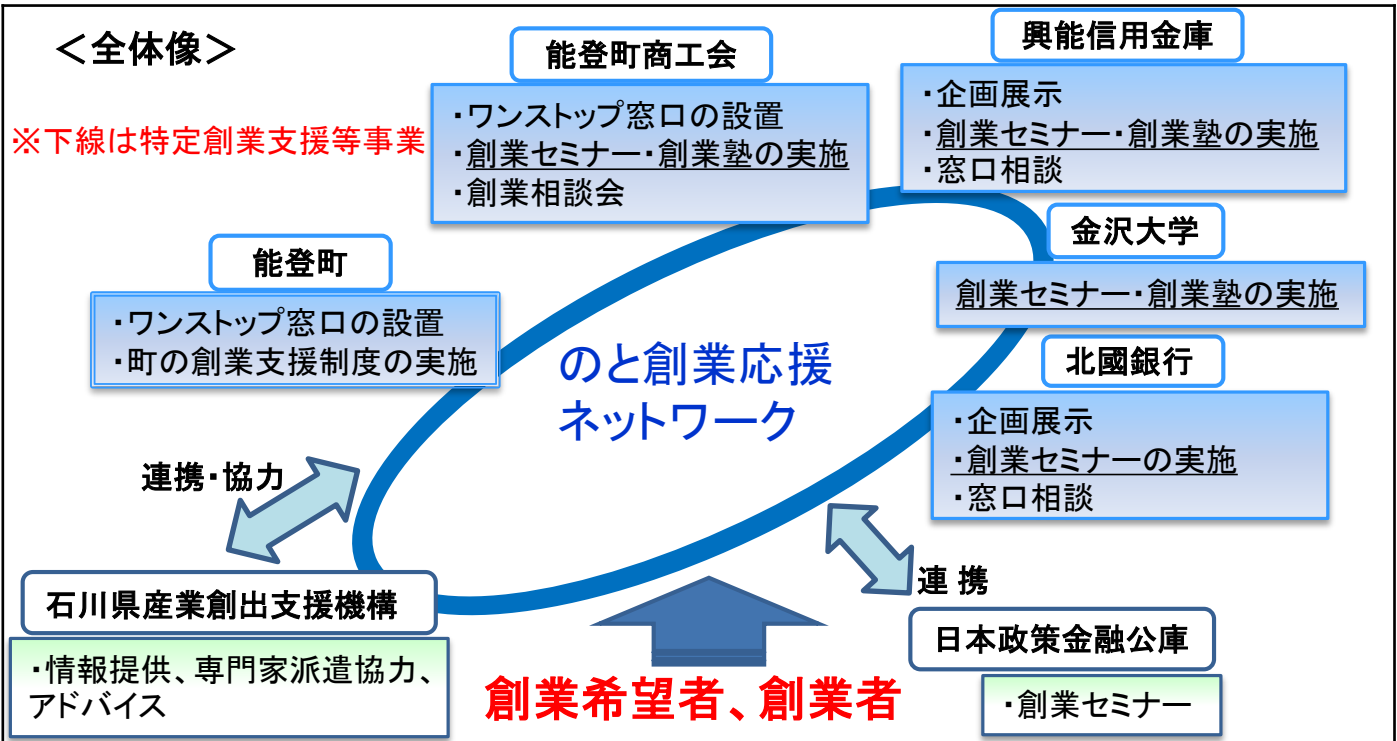 <全体像>
※下線は特定創業支援等事業
能登町商工会
・ワンストップ窓口の設置
・創業セミナー・創業塾の実施
・創業相談会
興能信用金庫
・企画展示
・創業セミナー・創業塾の実施
・窓口相談
金沢大学
創業セミナー・創業塾の実施
能登町
・ワンストップ窓口の設置
・町の創業支援制度の実施
のと創業応援
ネットワーク
北國銀行
・企画展示
・創業セミナーの実施
・窓口相談
連携・協力
石川県産業創出支援機構
・情報提供、専門家派遣協力、
アドバイス
連 携
日本政策金融公庫
・創業セミナー
創業希望者、創業者